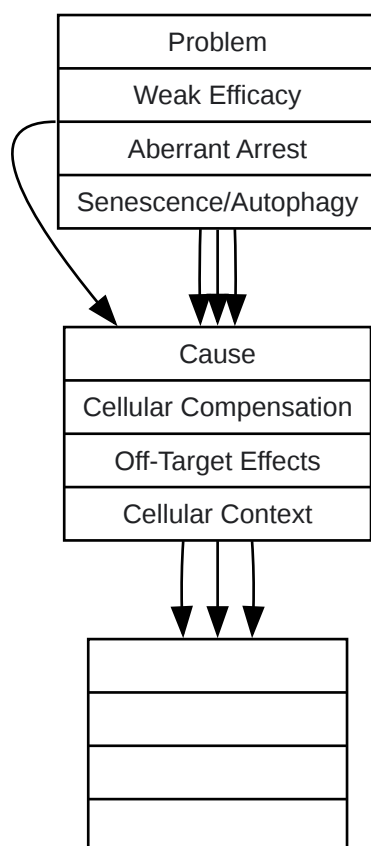 Problem
Weak Efficacy
Aberrant Arrest
Senescence/Autophagy
Cause
Cellular Compensation
Off-Target Effects
Cellular Context